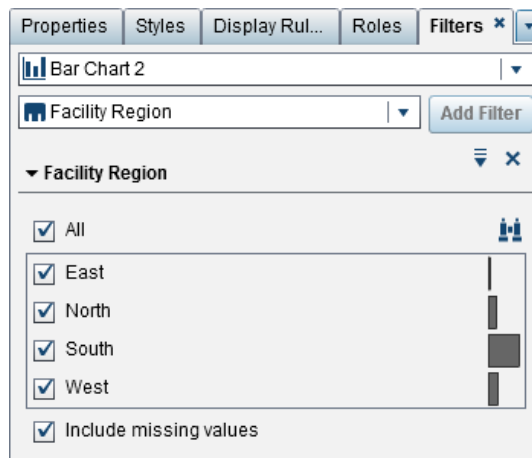 Properties Styles Display Rul... Roles Filters
Bar Chart 2
Facility Region Add Filter
Facility Region
All
East
North
South
West
Include missing values